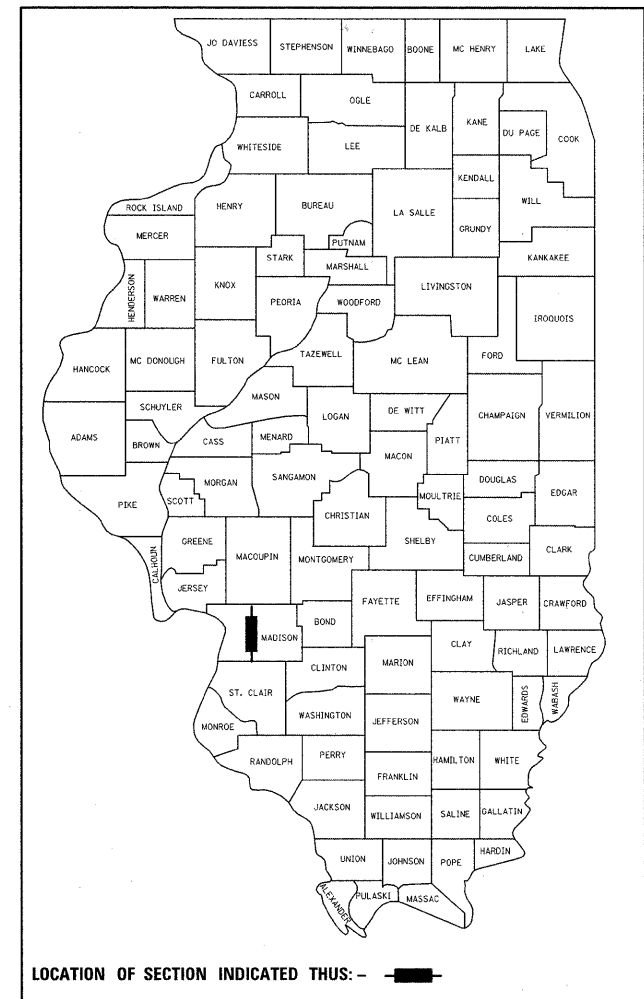 JO DAVIESS
STEPHENSON
WINNEBAGO
BOONE
MC HENRY
LAKE
CARROLL
OGLE
DE KALB
KANE
DU PAGE
COOK
WHITESIDE
LEE
KENDALL
WILL
ROCK ISLAND
HENRY
BUREAU
LA SALLE
GRUNDY
MERCER
PUTNAM
KANKAKEE
STARK
MARSHALL
HENDERSON
WARREN
KNOX
PEORIA
WOODFORD
LIVINGSTON
IROQUOIS
HANCOCK
MC DONOUGH
FULTON
TAZEWELL
MC LEAN
FORD
MASON
SCHUYLER
LOGAN
DE WITT
CHAMPAIGN
VERMILION
ADAMS
BROWN
CASS
MENARD
MACON
PIATT
MORGAN
SANGAMON
DOUGLAS
EDGAR
PIKE
SCOTT
MOULTRIE
CHRISTIAN
COLES
GREENE
SHELBY
CALHOUN
MACOUPIN
MONTGOMERY
CUMBERLAND
CLARK
JERSEY
FAYETTE
EFFINGHAM
JASPER
CRAWFORD
MADISON
BOND
CLAY
RICHLAND
LAWRENCE
CLINTON
MARION
ST. CLAIR
WAYNE
EDWARDS
WABASH
WASHINGTON
JEFFERSON
MONROE
RANDOLPH
PERRY
HAMILTON
WHITE
FRANKLIN
JACKSON
WILLIAMSON
SALINE
GALLATIN
UNION
JOHNSON
POPE
HARDIN
ALEXANDER
PULASKI
MASSAC
LOCATION OF SECTION INDICATED THUS: -